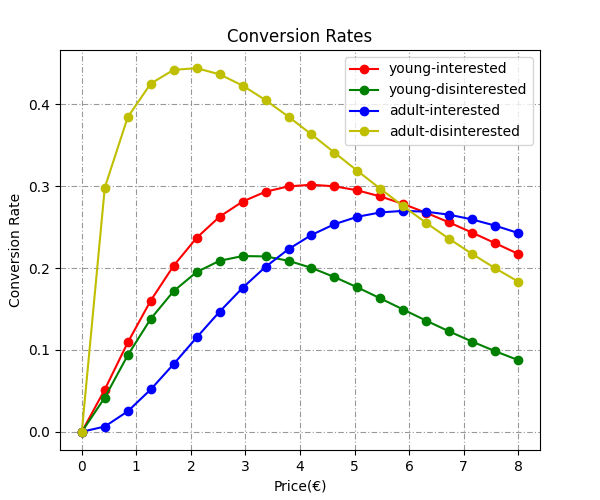 Conversion Rates
young-interested
young-disinterested
adult-interested
adult-disinterested
Conversion Rate
0.4
0.3
0.2
0.1
0.0
0 1 2 3 4 5 6 7 8
Price(€)